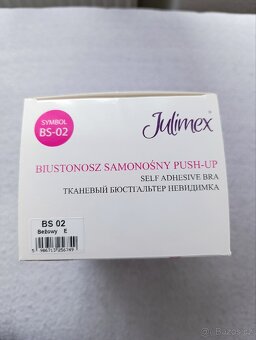 SYMBOL
BS-02
Julimex
BIUSTONOSZ SAMONOŚNY PUSH-UP
SELF ADHESIVE BRA
ТКАНЕВЫЙ БЮСТГАЛЬТЕР НЕВИДИМКА
BS 02
Beżowy E